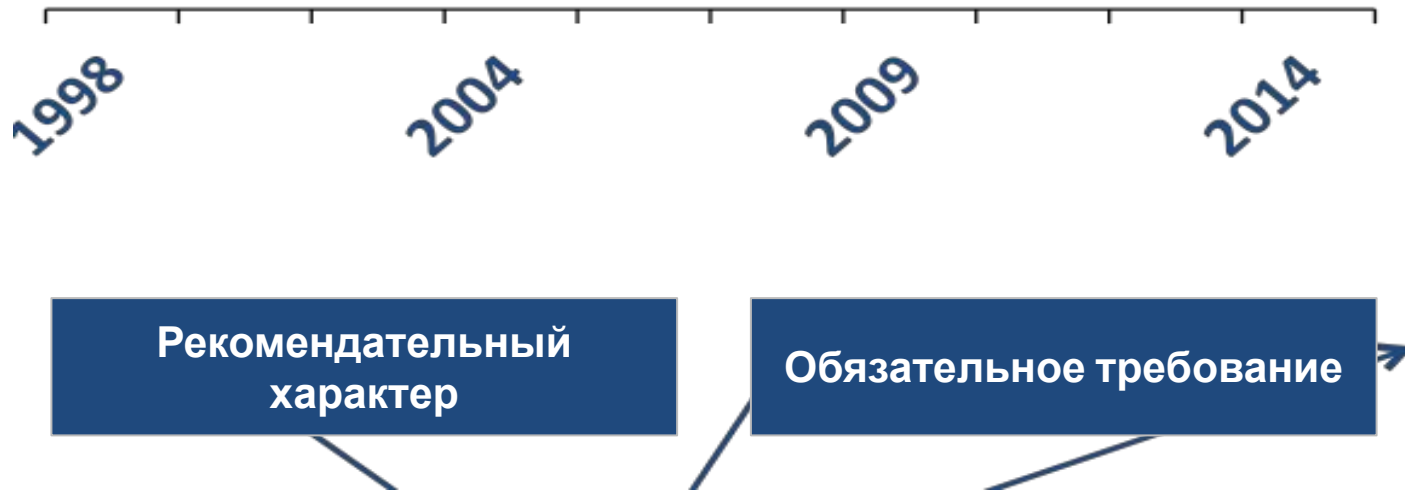 1998
2004
2009
2014
Рекомендательный
характер
Обязательное требование